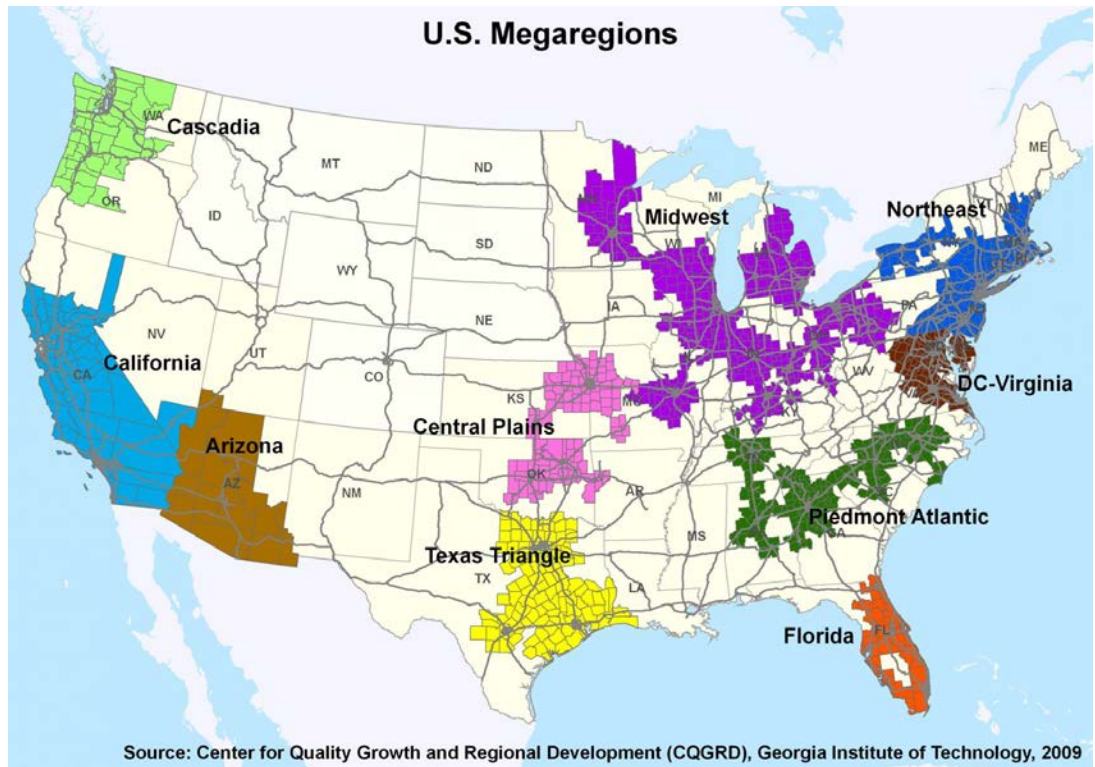 U.S. Megaregions
Cascadia
WA
OR
MT
ND
ID
SD
WY
NE
IA
Midwest
WI
MI
Northeast
ME
PA
NV
UT
CO
KS
California
CA
Central Plains
WV
KY
DC-Virginia
Arizona
AZ
NM
OK
AR
Piedmont Atlantic
GA
MS
Texas Triangle
TX
LA
Florida
FL
Source: Center for Quality Growth and Regional Development (CQGRD), Georgia Institute of Technology, 2009